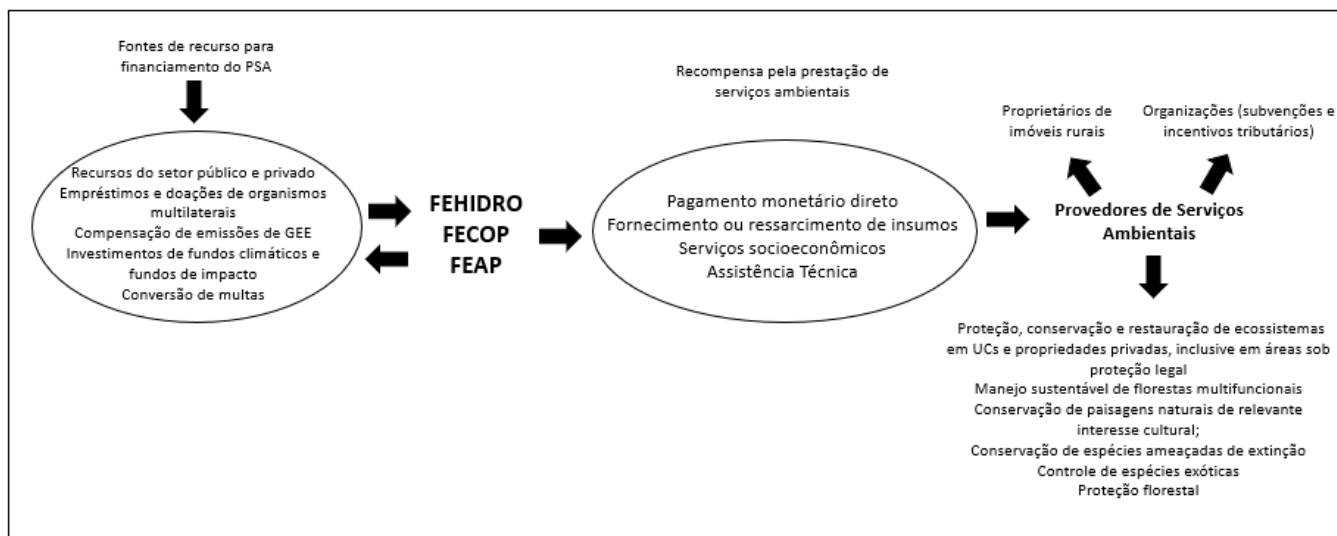 Fontes de recurso para
financiamento do PSA
Recursos do setor público e privado
Empréstimos e doações de organismos
multilaterais
Compensação de emissões de GEE
Investimentos de fundos climáticos e
fundos de impacto
Conversão de multas
FEHIDRO
FECOP
FEAP
Recompensa pela prestação de
serviços ambientais
Pagamento monetário direto
Fornecimento ou ressarcimento de insumos
Serviços socioeconômicos
Assistência Técnica
Proprietários de
imóveis rurais
Organizações (subvenções e
incentivos tributários)
Provedores de Serviços
Ambientais
Proteção, conservação e restauração de ecossistemas
em UCs e propriedades privadas, inclusive em áreas sob
proteção legal
Manejo sustentável de florestas multifuncionais
Conservação de paisagens naturais de relevante
interesse cultural;
Conservação de espécies ameaçadas de extinção
Controle de espécies exóticas
Proteção florestal